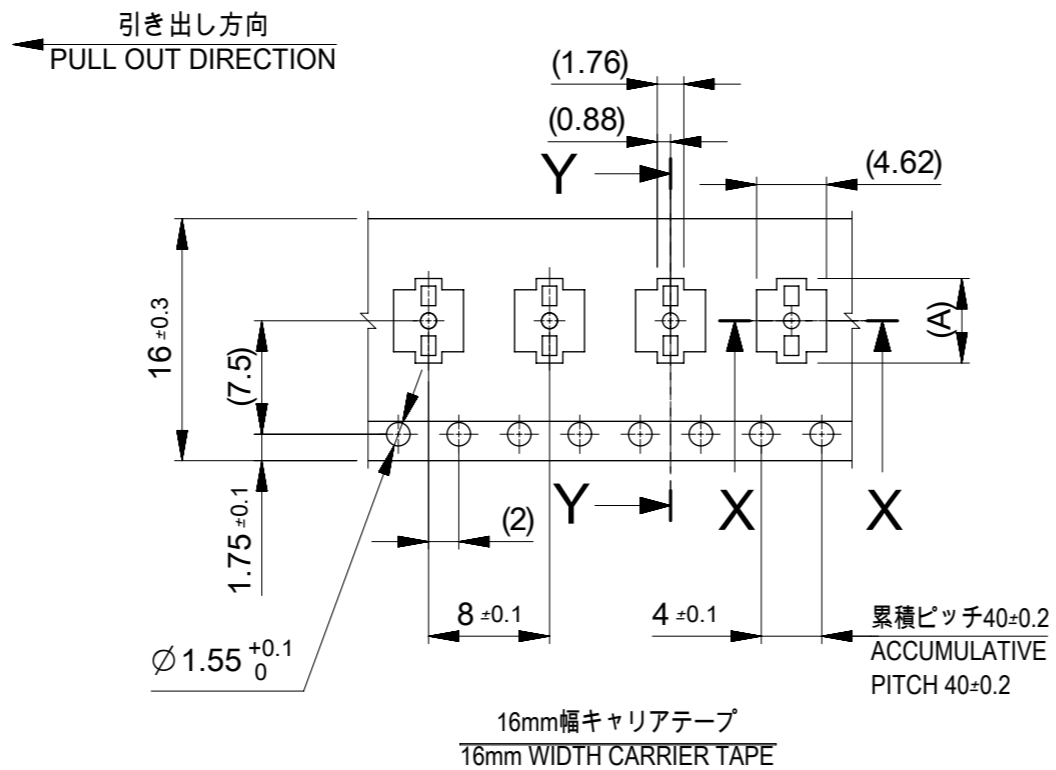 引き出し方向
PULL OUT DIRECTION
(1.76)
(0.88)
Y
(4.62)
16 ±0.3
(7.5)
(A)
1.75 ±0.1
Y
X
X
(2)
8 ±0.1
4 ±0.1
累積ピッチ40±0.2
ACCUMULATIVE
PITCH 40±0.2
∅1.55 +0.1 0
16mm幅キャリアテープ
16mm WIDTH CARRIER TAPE